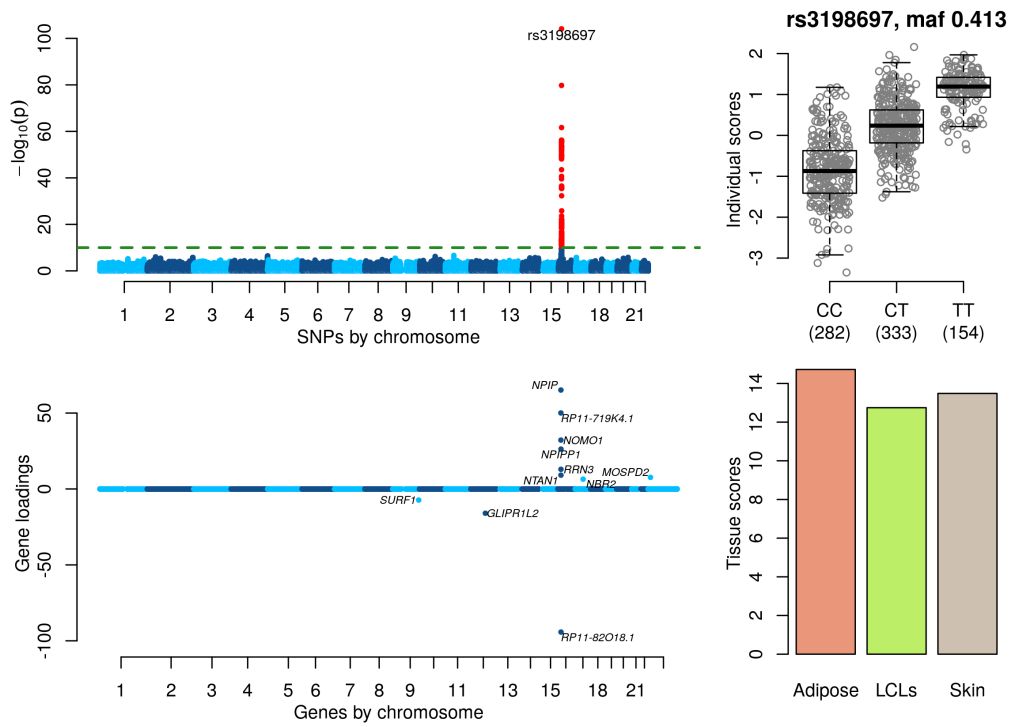 −log10(p)
100
80
60
40
20
0
rs3198697
1 2 3 4 5 6 7 8 9 11 13 15 18 21
SNPs by chromosome
rs3198697, maf 0.413
Individual scores
2
1
0
-1
-2
-3
CC CT TT
(282) (333) (154)
Gene loadings
50
0
-50
-100
NPIP
RP11-719K4.1
NOMO1
NPIPP1
RRN3
NTAN1
MOSPD2
NBR2
SURF1
GLIPR1L2
RP11-82O18.1
1 2 3 4 5 6 7 8 9 11 13 15 18 21
Genes by chromosome
Tissue scores
14
12
10
8
6
4
2
0
Adipose LCLs Skin